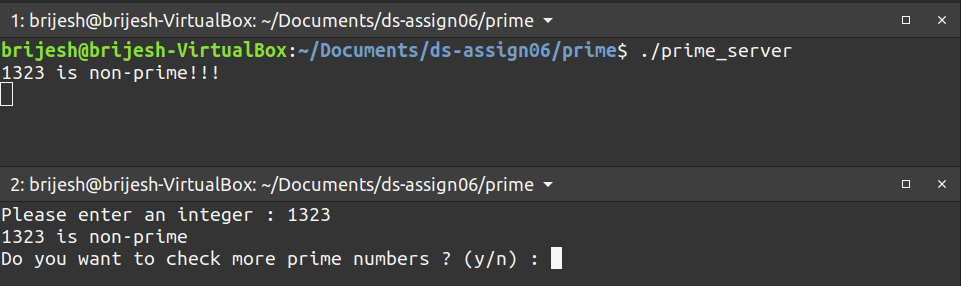 1: brijesh@brijesh-VirtualBox: ~/Documents/ds-assign06/prime
brijesh@brijesh-VirtualBox:~/Documents/ds-assign06/prime$ ./prime_server
1323 is non-prime!!!
2: brijesh@brijesh-VirtualBox: ~/Documents/ds-assign06/prime
Please enter an integer : 1323
1323 is non-prime
Do you want to check more prime numbers ? (y/n) :